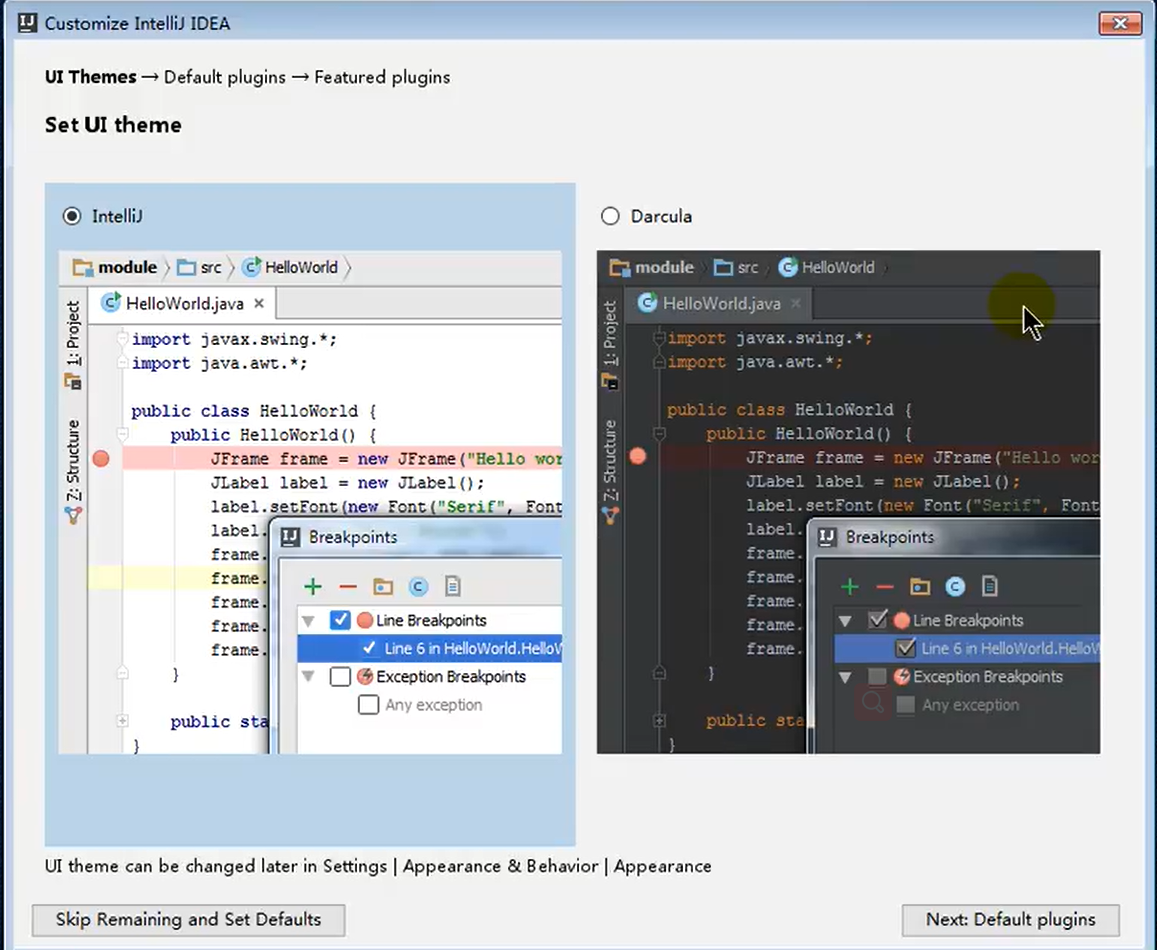 Customize IntelliJ IDEA
UI Themes → Default plugins → Featured plugins
Set UI theme
IntelliJ
module
src
HelloWorld
HelloWorld.java
1: Project
Z: Structure
import javax.swing.*;
import java.awt.*;
public class HelloWorld {
public HelloWorld() {
JFrame frame = new JFrame("Hello wor
JLabel label = new JLabel();
label.setFont(new Font("Serif", Font
label.
frame.
frame.
frame.
frame.
frame.
}
public sta
}
Breakpoints
Line Breakpoints
Line 6 in HelloWorld.HelloW
Exception Breakpoints
Any exception
Darcula
module
src
HelloWorld
HelloWorld.java
1: Project
Z: Structure
import javax.swing.*;
import java.awt.*;
public class HelloWorld {
public HelloWorld() {
JFrame frame = new JFrame("Hello wor
JLabel label = new JLabel();
label.setFont(new Font("Serif", Font
label.
frame.
frame.
frame.
frame.
frame.
}
public sta
}
Breakpoints
Line Breakpoints
Line 6 in HelloWorld.HelloW
Exception Breakpoints
Any exception
UI theme can be changed later in Settings | Appearance & Behavior | Appearance
Skip Remaining and Set Defaults
Next: Default plugins